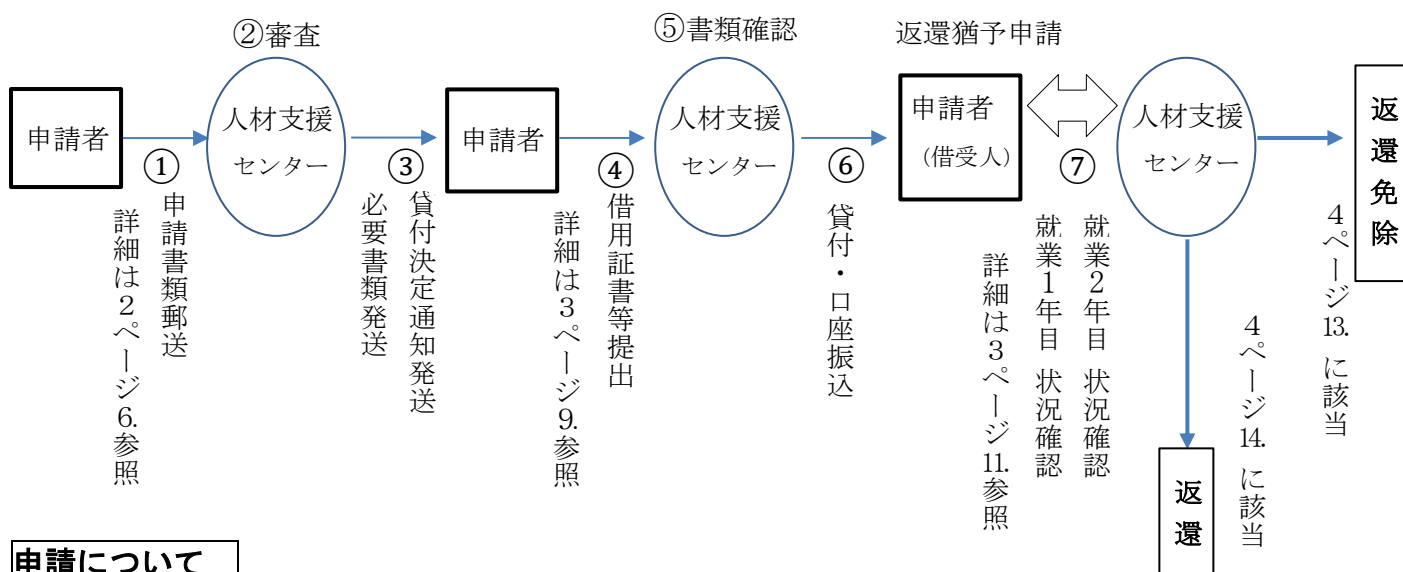 ②審査
⑤書類確認
返還猶予申請
申請者
①
申請書類郵送
詳細は２ページ6.参照
人材支援
センター
③
貸付決定通知発送
必要書類発送
申請者
④
借用証書等提出
詳細は３ページ9.参照
人材支援
センター
⑥
貸付・口座振込
申請者
（借受人）
⑦
就業２年目 状況確認
就業１年目 状況確認
詳細は３ページ11.参照
人材支援
センター
返還免除
４ページ13.に該当
４ページ14.に該当
返還
申請について